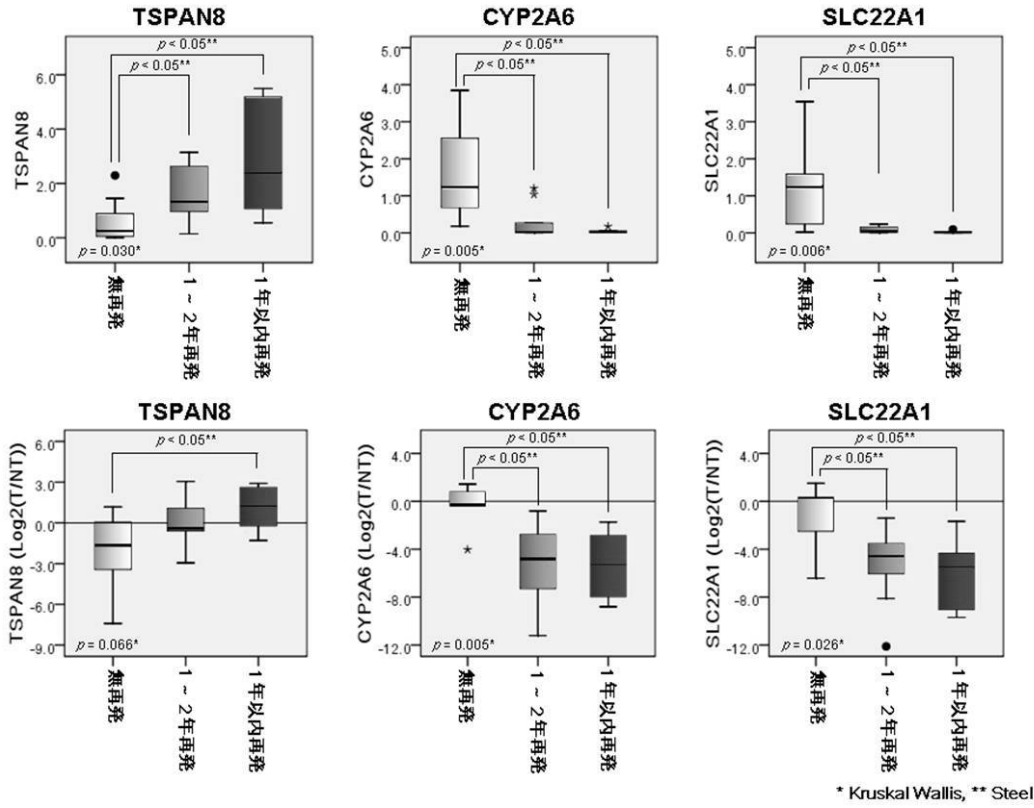 TSPAN8
CYP2A6
SLC22A1
TSPAN8
6.0
4.0
2.0
0.0
p < 0.05**
p < 0.05**
p = 0.030*
無再発
1~2年再発
1年以内再発
CYP2A6
5.0
4.0
3.0
2.0
1.0
0.0
p < 0.05**
p < 0.05**
p = 0.005*
無再発
1~2年再発
1年以内再発
SLC22A1
5.0
4.0
3.0
2.0
1.0
0.0
p < 0.05**
p < 0.05**
p = 0.006*
無再発
1~2年再発
1年以内再発
TSPAN8
CYP2A6
SLC22A1
TSPAN8 (Log2(T/NT))
6.0
3.0
0.0
-3.0
-6.0
-9.0
p < 0.05**
p = 0.066*
無再発
1~2年再発
1年以内再発
CYP2A6 (Log2(T/NT))
4.0
0.0
-4.0
-8.0
-12.0
p < 0.05**
p < 0.05**
p = 0.005*
無再発
1~2年再発
1年以内再発
SLC22A1 (Log2(T/NT))
4.0
0.0
-4.0
-8.0
-12.0
p < 0.05**
p < 0.05**
p = 0.026*
無再発
1~2年再発
1年以内再発
* Kruskal Wallis, ** Steel